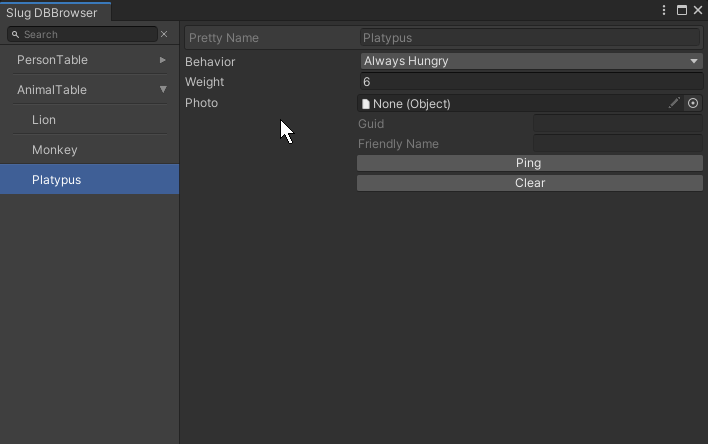 Slug DBBrowser
Search
PersonTable
AnimalTable
Lion
Monkey
Platypus
Pretty Name Platypus
Behavior Always Hungry
Weight 6
Photo None (Object)
Guid
Friendly Name
Ping
Clear